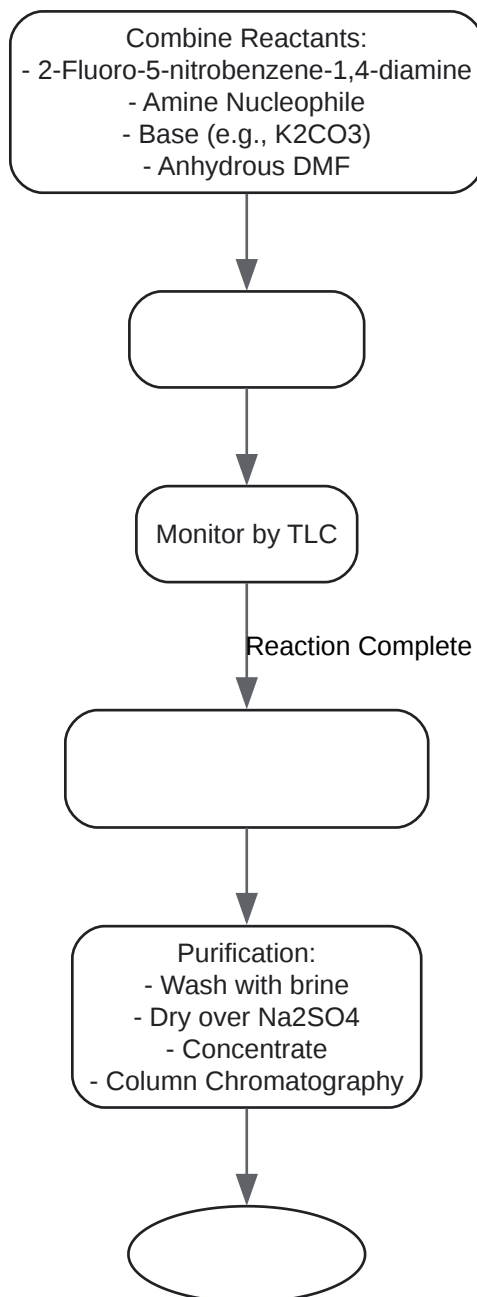 Combine Reactants:
- 2-Fluoro-5-nitrobenzene-1,4-diamine
- Amine Nucleophile
- Base (e.g., K2CO3)
- Anhydrous DMF
Monitor by TLC
Reaction Complete
Purification:
- Wash with brine
- Dry over Na2SO4
- Concentrate
- Column Chromatography